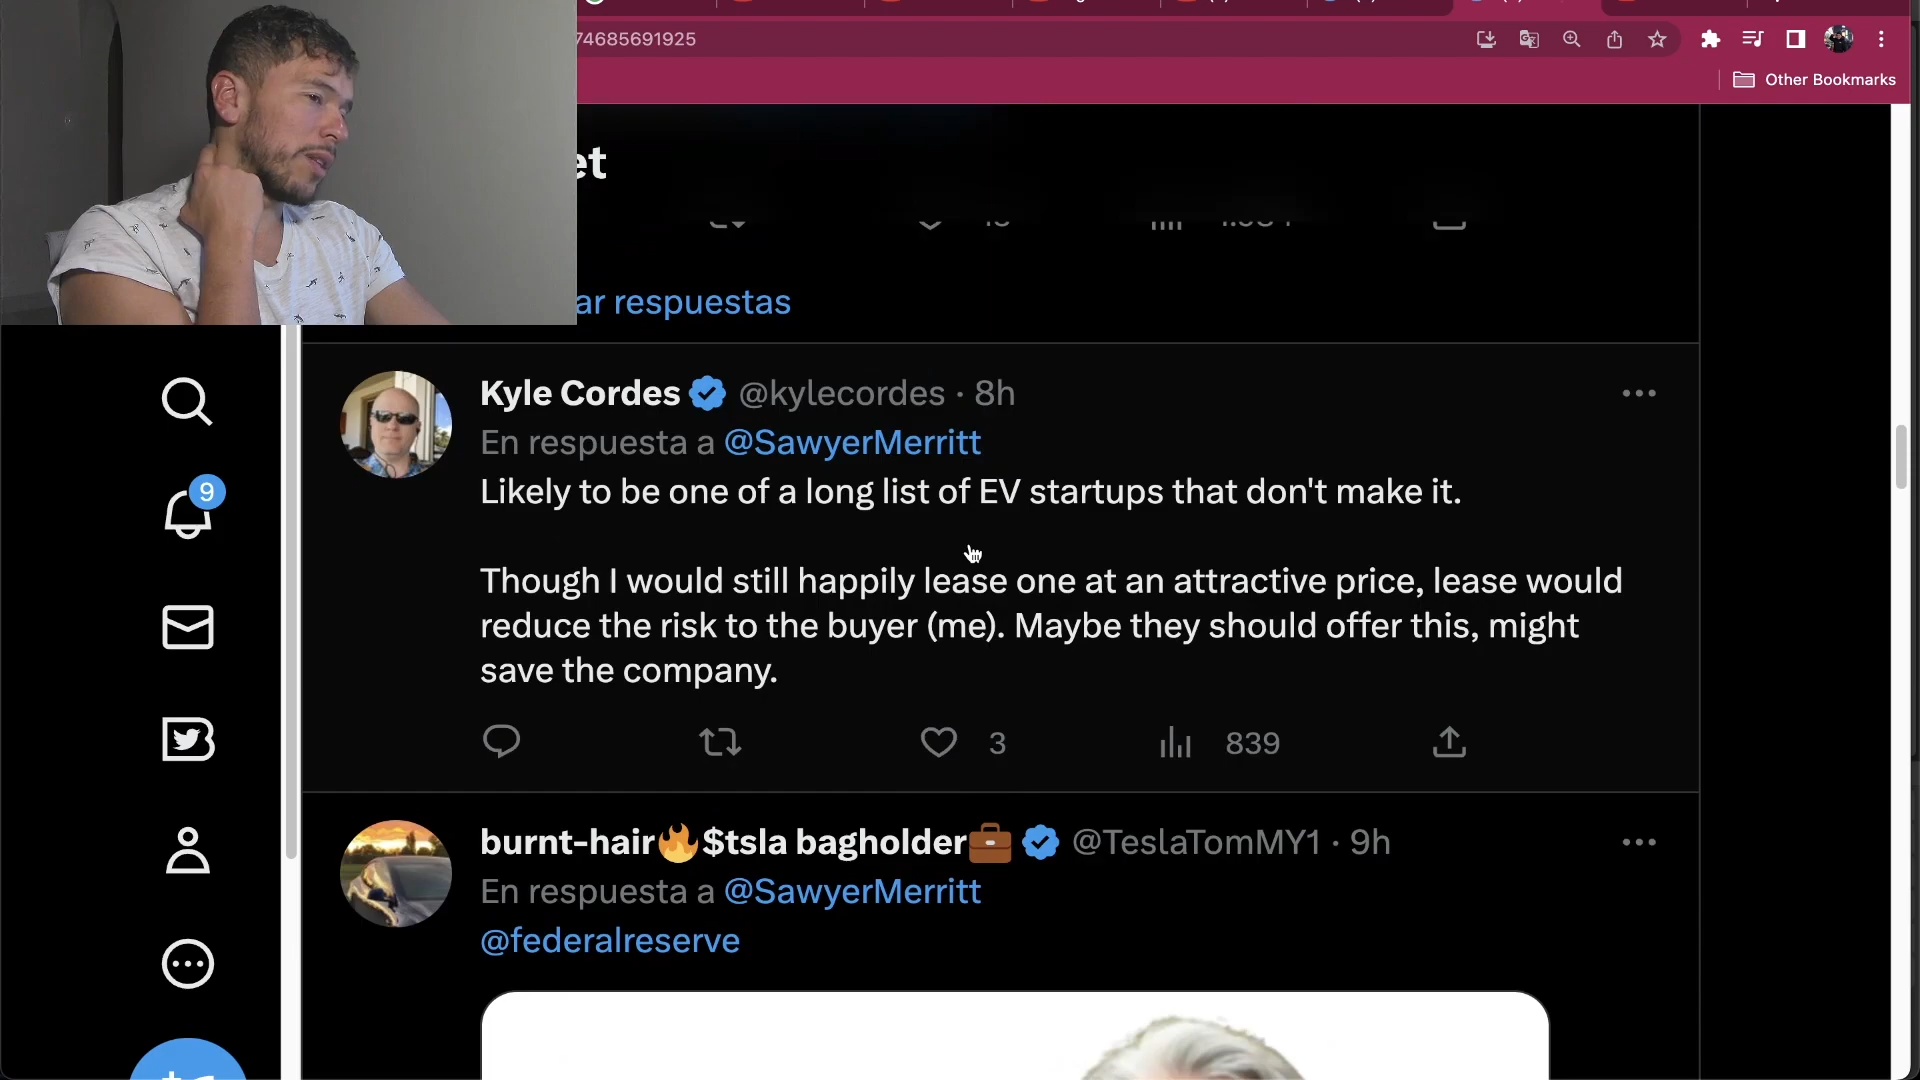 74685691925
Other Bookmarks
et
ar respuestas
Kyle Cordes @kylecordes · 8h
En respuesta a @SawyerMerritt
Likely to be one of a long list of EV startups that don't make it.
Though I would still happily lease one at an attractive price, lease would
reduce the risk to the buyer (me). Maybe they should offer this, might
save the company.
3 839
9
burnt-hair🔥$tsla bagholder💼 @TeslaTomMY1 · 9h
En respuesta a @SawyerMerritt
@federalreserve